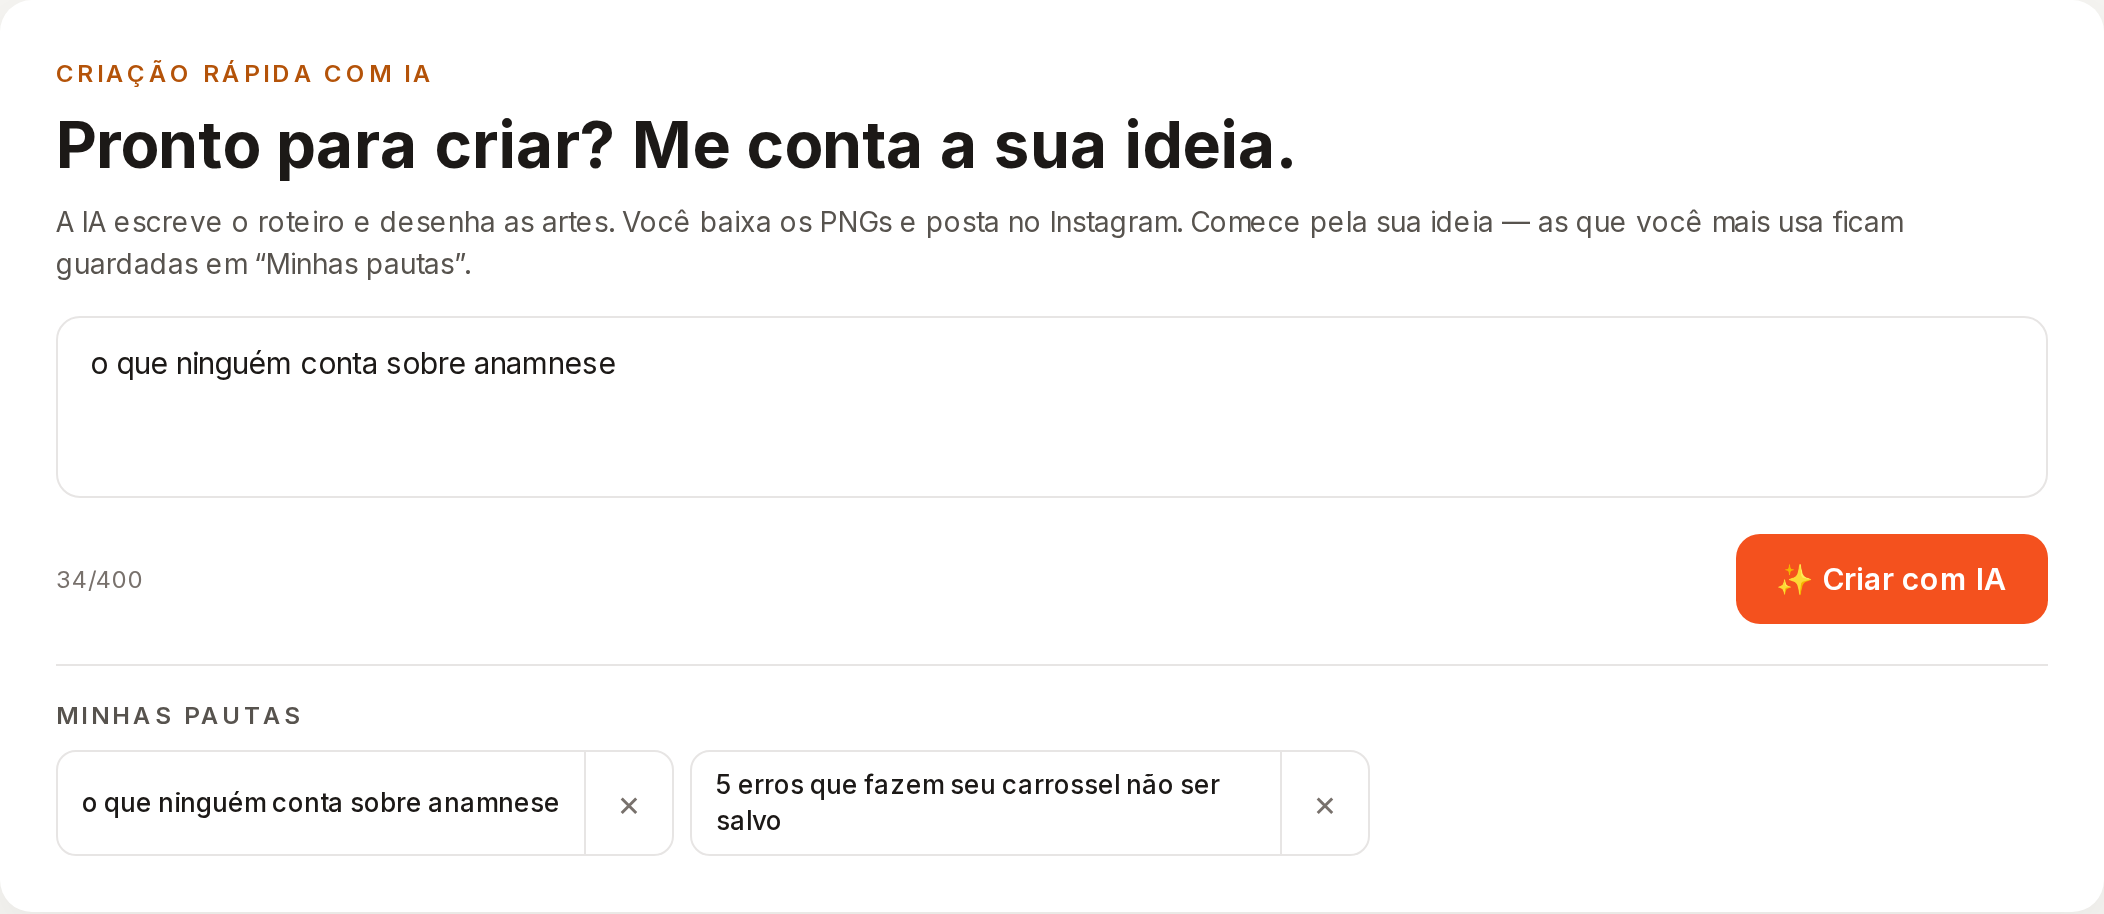 CRIAÇÃO RÁPIDA COM IA
Pronto para criar? Me conta a sua ideia.
A IA escreve o roteiro e desenha as artes. Você baixa os PNGs e posta no Instagram. Comece pela sua ideia — as que você mais usa ficam
guardadas em “Minhas pautas”.
o que ninguém conta sobre anamnese
34/400
✨ Criar com IA
MINHAS PAUTAS
o que ninguém conta sobre anamnese ×
5 erros que fazem seu carrossel não ser
salvo ×